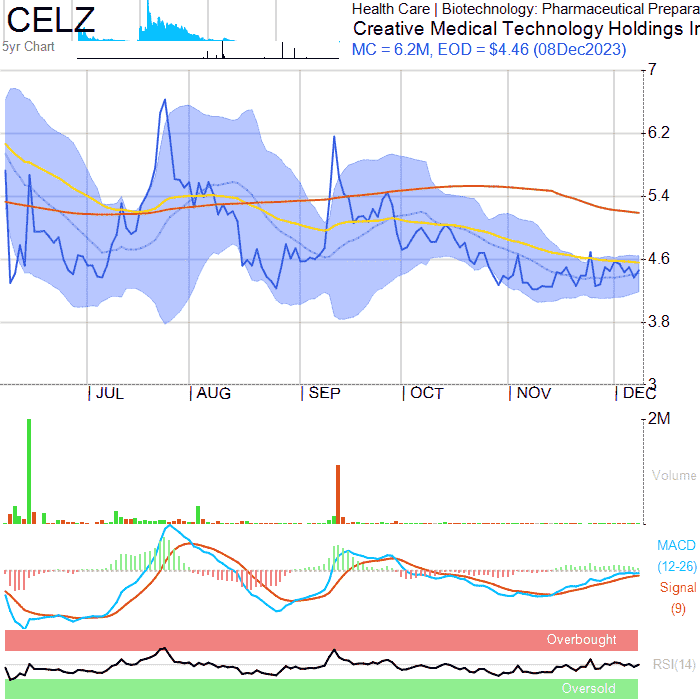 CELZ
5yr Chart
Health Care | Biotechnology: Pharmaceutical Prepara
Creative Medical Technology Holdings In
MC = 6.2M, EOD = $4.46 (08Dec2023)
7
6.2
5.4
4.6
3.8
3
JUL
AUG
SEP
OCT
NOV
DEC
2M
Volume
MACD
(12-26)
Signal
(9)
Overbought
RSI(14)
Oversold